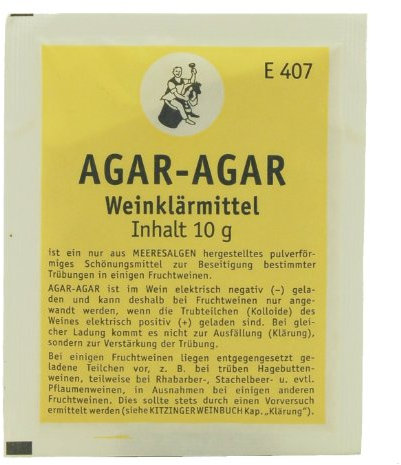 E 407
AGAR-AGAR
Weinklärmittel
Inhalt 10 g
ist ein nur aus MEERESALGEN hergestelltes pulverför-
miges Schönungsmittel zur Beseitigung bestimmter
Trübungen in einigen Fruchtweinen.
AGAR-AGAR ist im Wein elektrisch negativ (–) gela-
den und kann deshalb bei Fruchtweinen nur ange-
wandt werden, wenn die Trubteilchen (Kolloide) des
Weines elektrisch positiv (+) geladen sind. Bei glei-
cher Ladung kommt es nicht zur Ausfällung (Klärung),
sondern zur Verstärkung der Trübung.
Bei einigen Fruchtweinen liegen entgegengesetzt ge-
ladene Teilchen vor, z. B. bei trüben Hagebutten-
weinen, teilweise bei Rhabarber-, Stachelbeer- u. evtl.
Pflaumenweinen, in Ausnahmen bei einigen anderen
Fruchtweinen. Dies sollte stets durch einen Vorversuch
ermittelt werden (siehe KITZINGER WEINBUCH Kap. „Klärung").